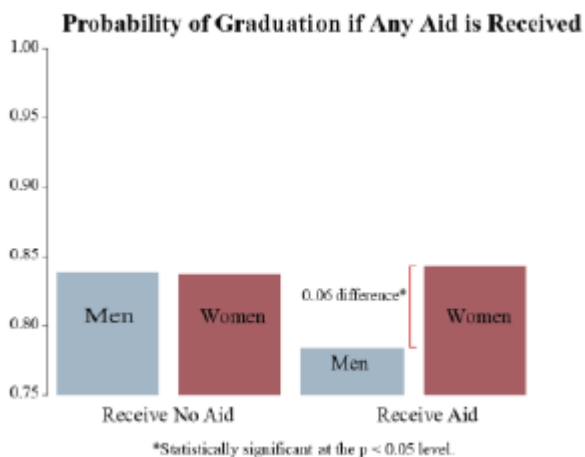 Probability of Graduation if Any Aid is Received
1.00
0.95
0.90
0.85
0.80
0.75
Men
Women
0.06 difference*
Men
Women
Receive No Aid
Receive Aid
*Statistically significant at the p < 0.05 level.